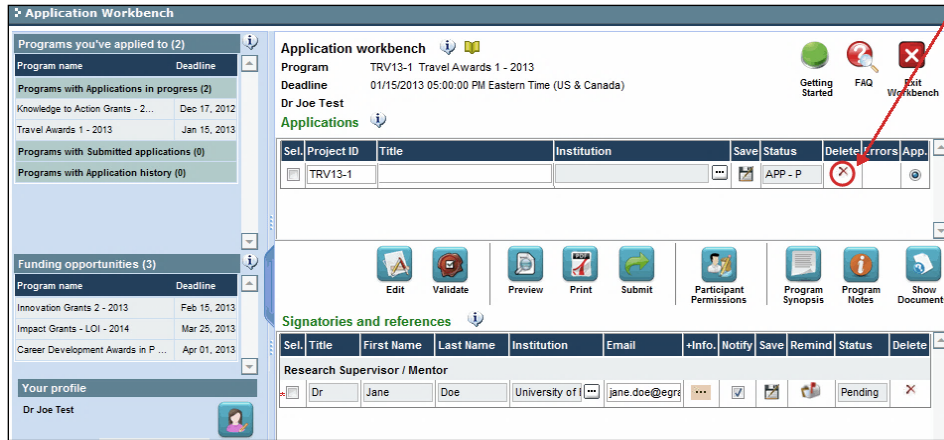 Application Workbench
Programs you've applied to (2)
Program name Deadline
Programs with Applications in progress (2)
Knowledge to Action Grants - 2... Dec 17, 2012
Travel Awards 1 - 2013 Jan 15, 2013
Programs with Submitted applications (0)
Programs with Application history (0)
Funding opportunities (3)
Program name Deadline
Innovation Grants 2 - 2013 Feb 15, 2013
Impact Grants - LOI - 2014 Mar 25, 2013
Career Development Awards in P ... Apr 01, 2013
Your profile
Dr Joe Test
Application workbench
Program TRV13-1 Travel Awards 1 - 2013
Deadline 01/15/2013 05:00:00 PM Eastern Time (US & Canada)
Dr Joe Test
Getting Started
FAQ
Exit Workbench
Applications
Sel. Project ID Title Institution Save Status Delete Errors App.
TRV13-1 APP - P
Edit Validate Preview Print Submit Participant Permissions Program Synopsis Program Notes Show Document
Signatories and references
Sel. Title First Name Last Name Institution Email +Info. Notify Save Remind Status Delete
Research Supervisor / Mentor
* Dr Jane Doe University of jane.doe@egra Pending